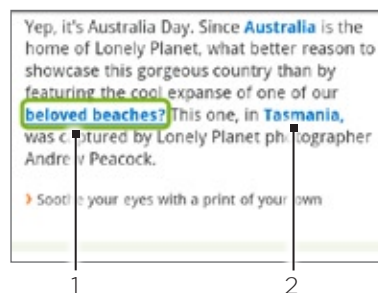 Yep, it's Australia Day. Since Australia is the
home of Lonely Planet, what better reason to
showcase this gorgeous country than by
featuring the cool expanse of one of our
beloved beaches? This one, in Tasmania,
was captured by Lonely Planet photographer
Andrew Peacock.
› Soothe your eyes with a print of your own
1
2